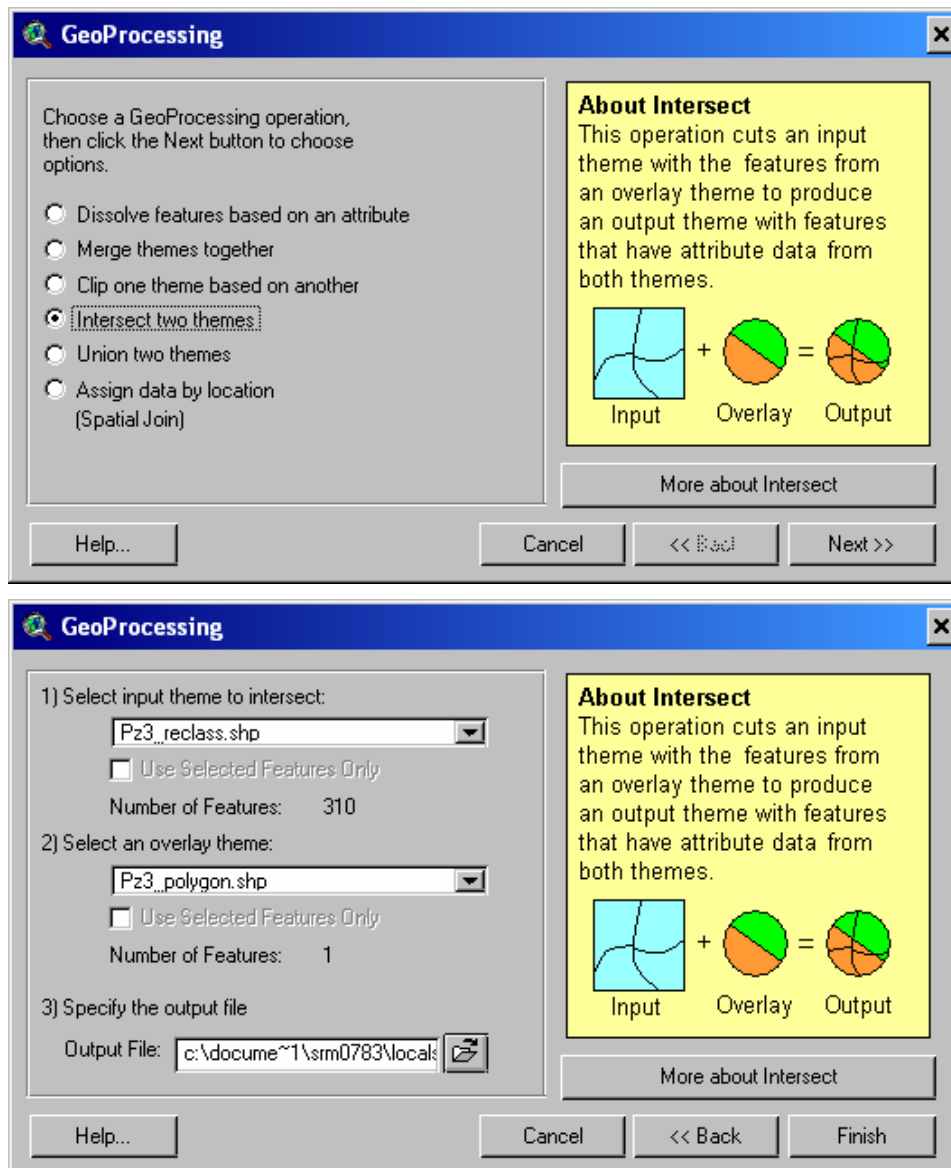 GeoProcessing
Choose a GeoProcessing operation,
then click the Next button to choose
options.
Dissolve features based on an attribute
Merge themes together
Clip one theme based on another
Intersect two themes
Union two themes
Assign data by location
(Spatial Join)
About Intersect
This operation cuts an input
theme with the features from
an overlay theme to produce
an output theme with features
that have attribute data from
both themes.
+
=
Input Overlay Output
More about Intersect
Help... Cancel << Back Next >>
GeoProcessing
1) Select input theme to intersect:
Pz3_reclass.shp
Use Selected Features Only
Number of Features: 310
2) Select an overlay theme:
Pz3_polygon.shp
Use Selected Features Only
Number of Features: 1
3) Specify the output file
Output File: c:\docume~1\srm0783\locals
About Intersect
This operation cuts an input
theme with the features from
an overlay theme to produce
an output theme with features
that have attribute data from
both themes.
+
=
Input Overlay Output
More about Intersect
Help... Cancel << Back Finish